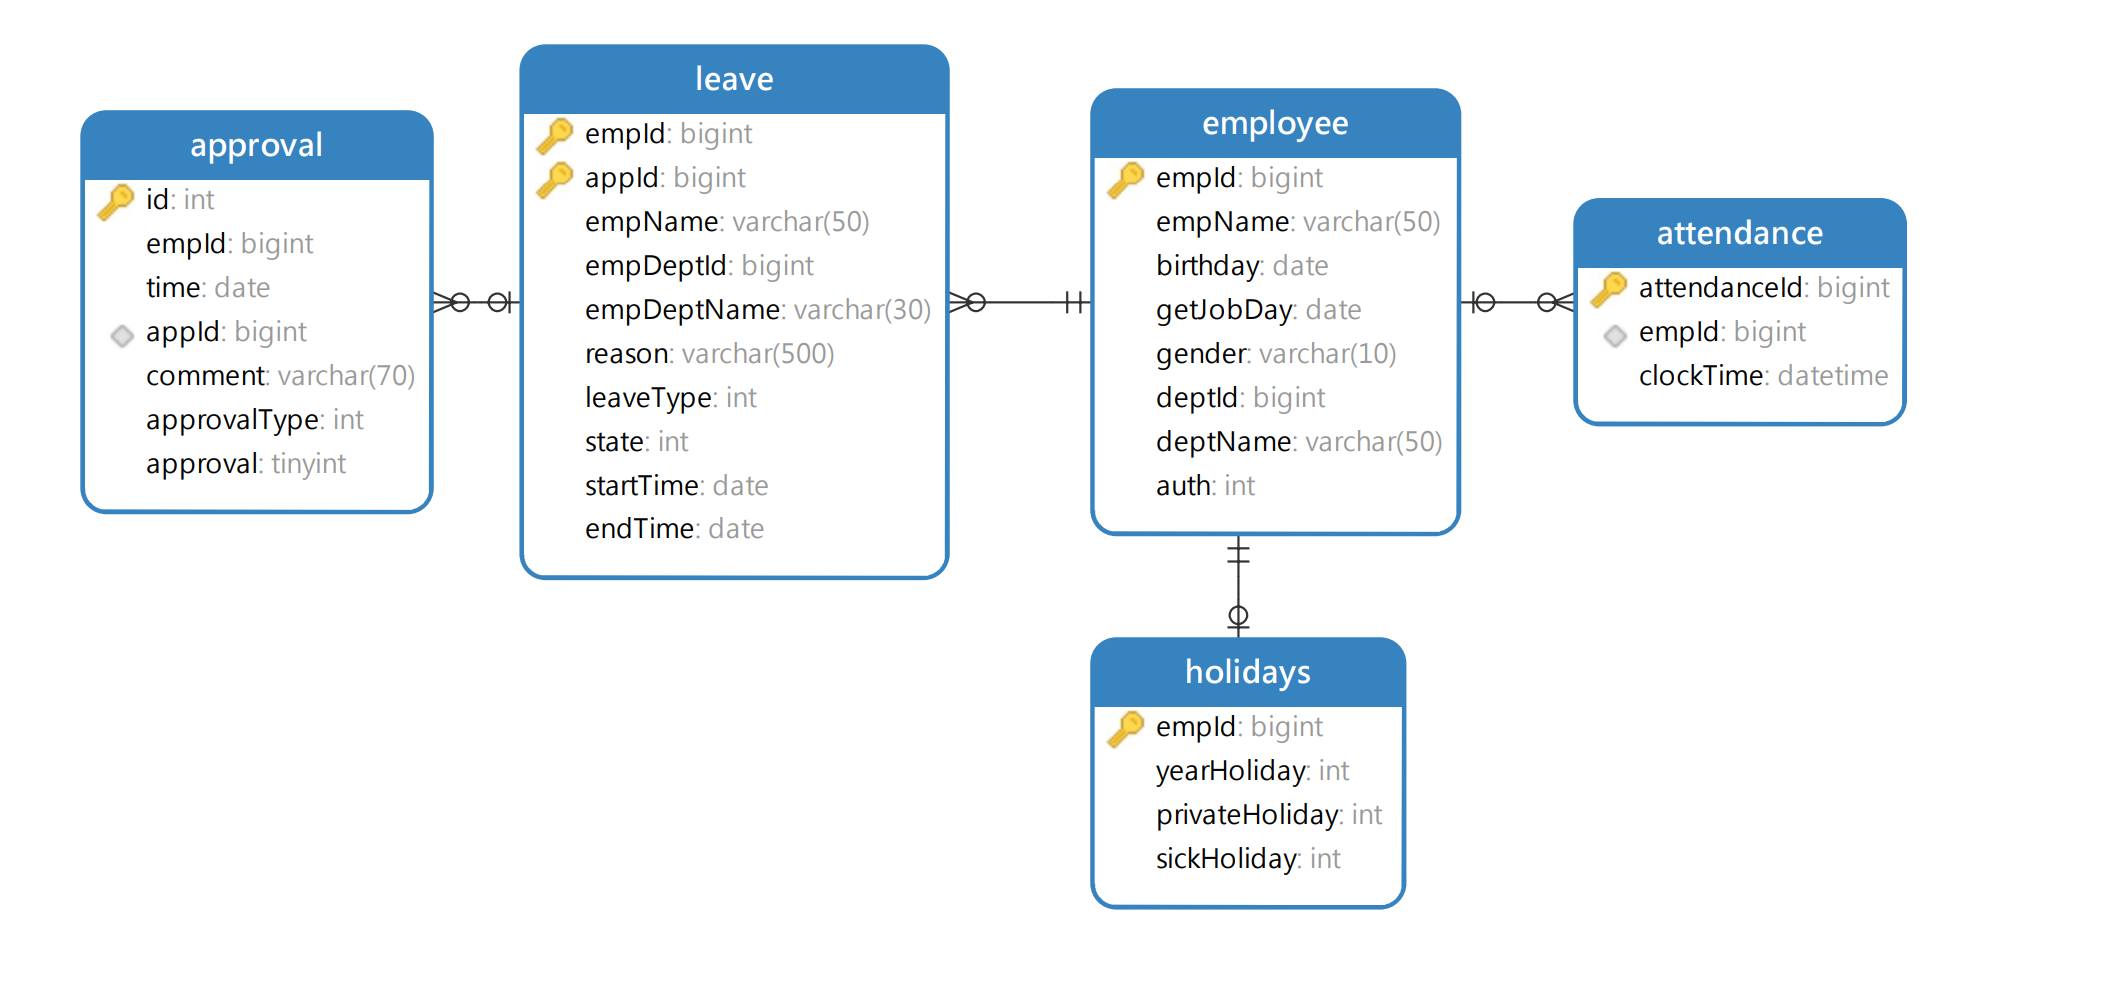 approval
id: int
empId: bigint
time: date
appId: bigint
comment: varchar(70)
approvalType: int
approval: tinyint
leave
empId: bigint
appId: bigint
empName: varchar(50)
empDeptId: bigint
empDeptName: varchar(30)
reason: varchar(500)
leaveType: int
state: int
startTime: date
endTime: date
employee
empId: bigint
empName: varchar(50)
birthday: date
getJobDay: date
gender: varchar(10)
deptId: bigint
deptName: varchar(50)
auth: int
attendance
attendanceId: bigint
empId: bigint
clockTime: datetime
holidays
empId: bigint
yearHoliday: int
privateHoliday: int
sickHoliday: int